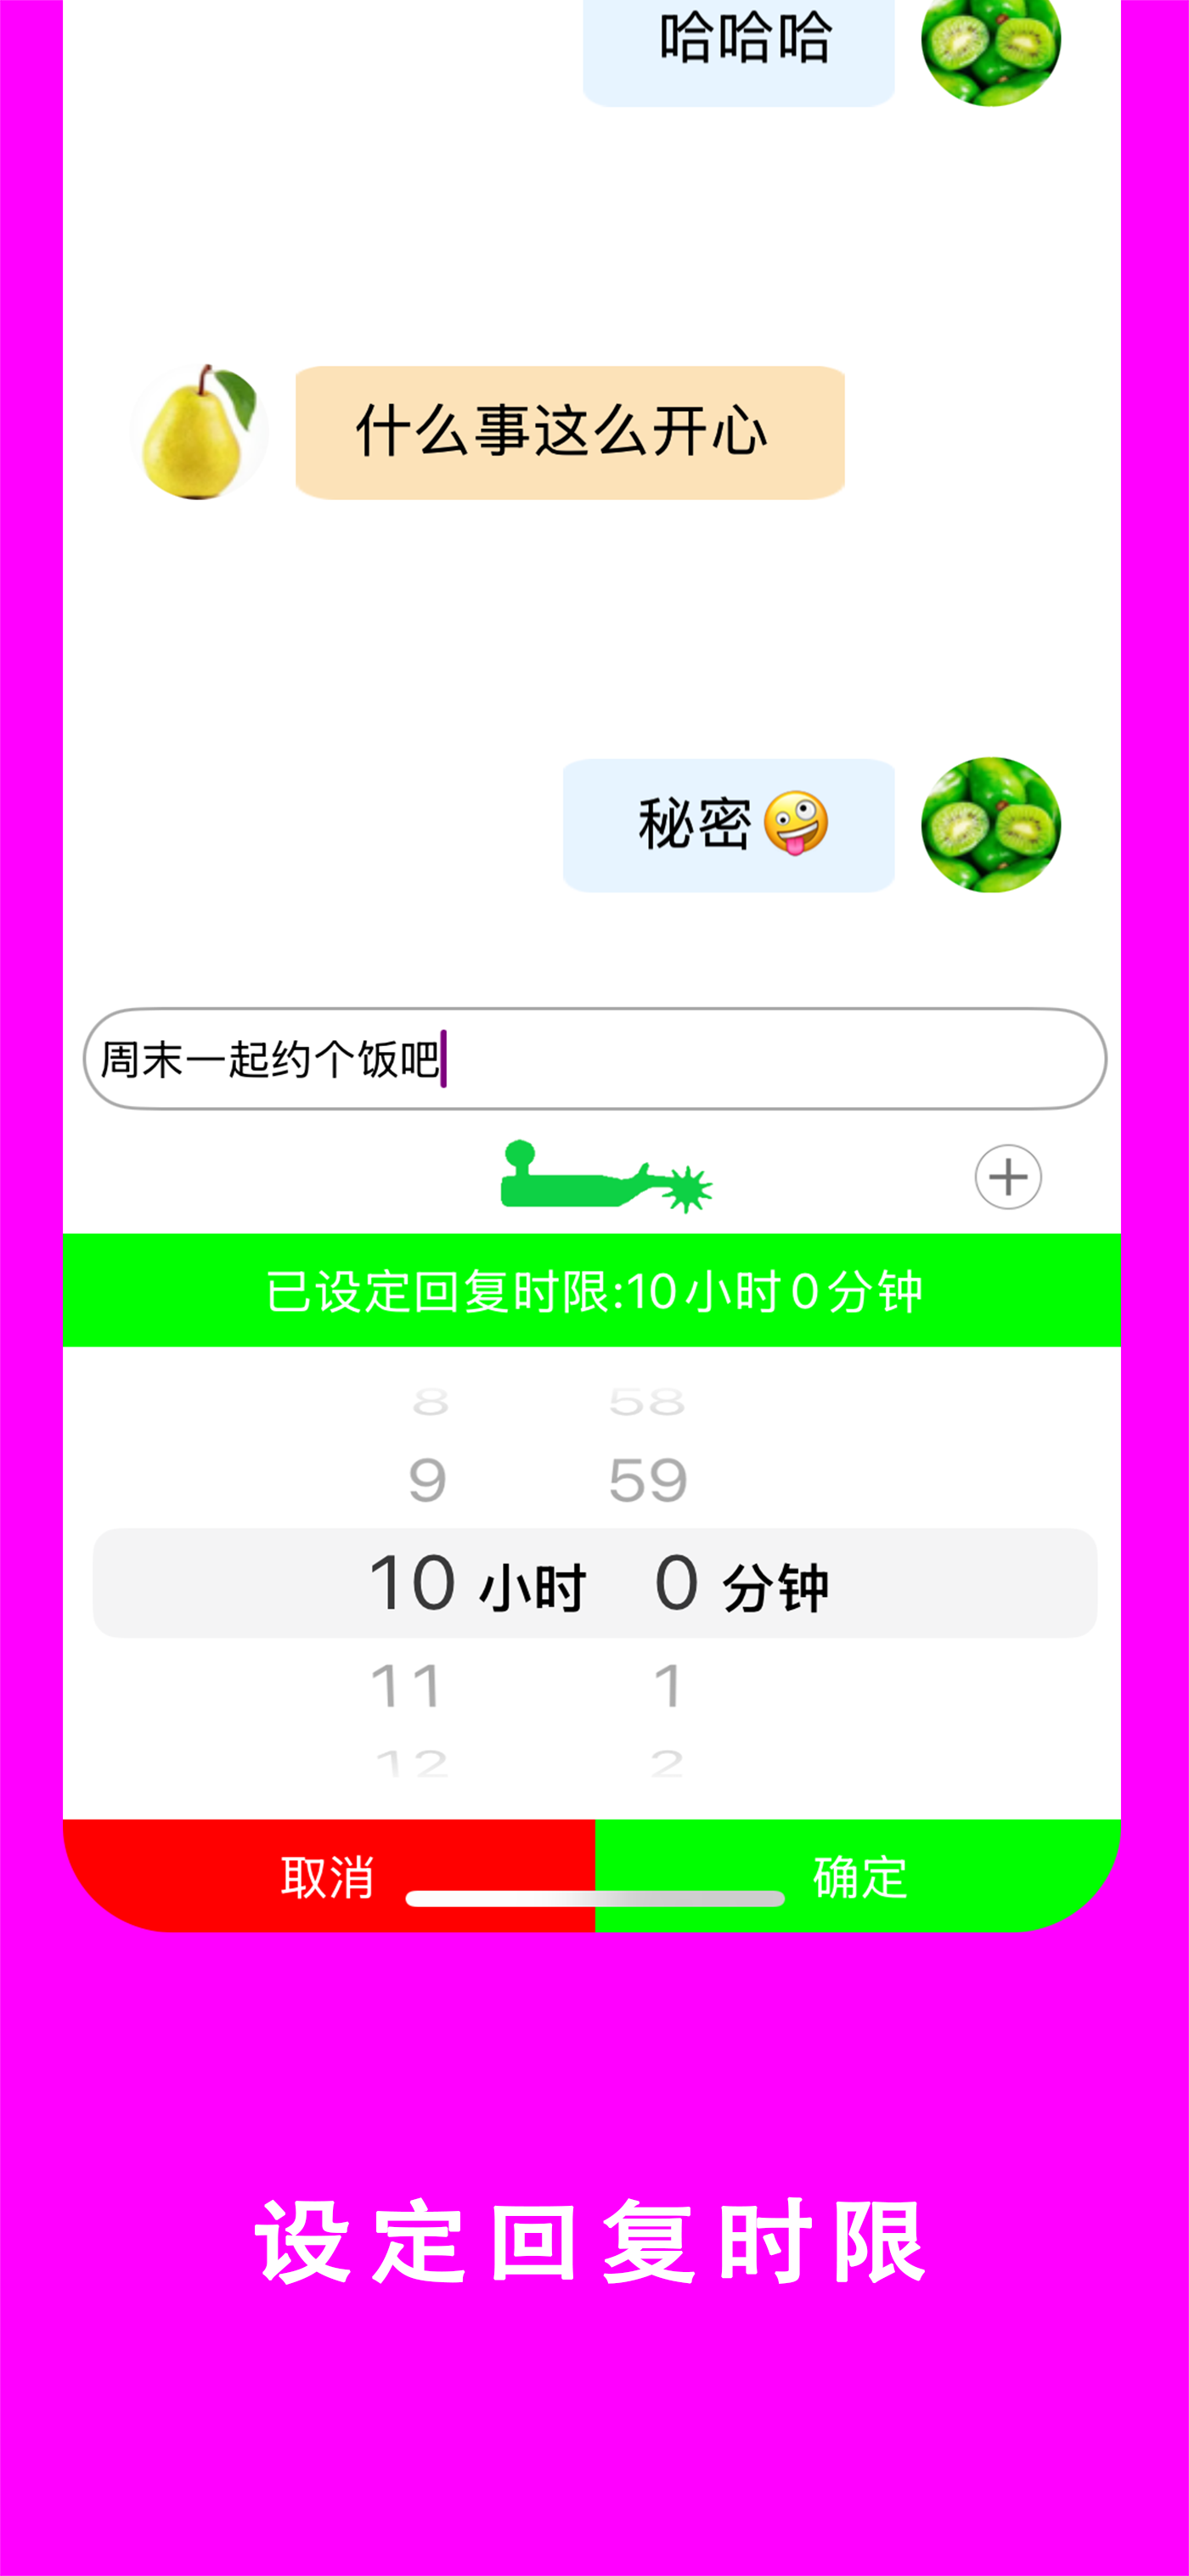 哈哈哈
什么事这么开心
秘密🤪
周末一起约个饭吧
已设定回复时限:10小时0分钟
8 58
9 59
10 小时 0 分钟
11 1
12 2
取消 确定
设定回复时限